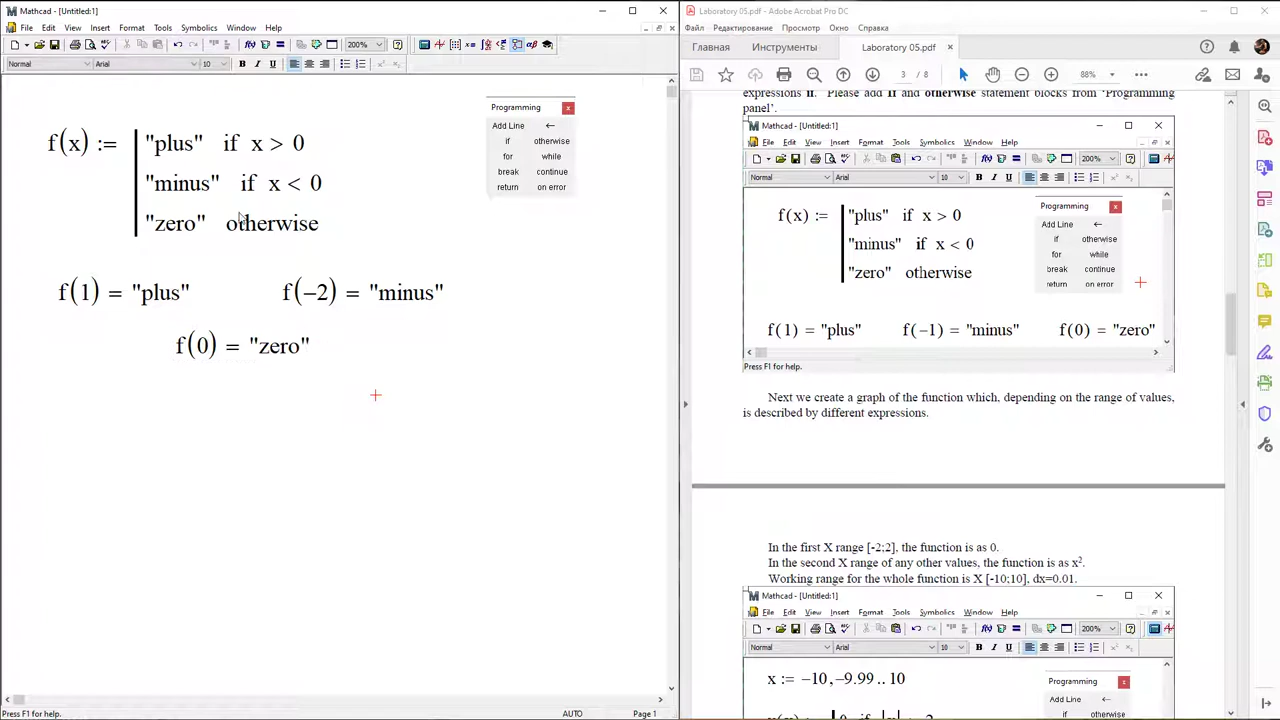 Mathcad - [Untitled:1]
File Edit View Insert Format Tools Symbolics Window Help
200%
Normal Arial 10 B I U
f(x) := "plus" if x > 0
"minus" if x < 0
"zero" otherwise
f(1) = "plus" f(−2) = "minus"
f(0) = "zero"
Programming
Add Line ←
if otherwise
for while
break continue
return on error
Press F1 for help. AUTO Page 1
Laboratory 05.pdf - Adobe Acrobat Pro DC
Файл Редактирование Просмотр Окно Справка
Главная Инструменты Laboratory 05.pdf
3 / 8 88%
expressions if. Please add If and otherwise statement blocks from 'Programming
panel'.
Mathcad - [Untitled:1]
File Edit View Insert Format Tools Symbolics Window Help
200%
Normal Arial 10 B I U
f(x) := "plus" if x > 0
"minus" if x < 0
"zero" otherwise
Programming
Add Line ←
if otherwise
for while
break continue
return on error
f(1) = "plus" f(−1) = "minus" f(0) = "zero"
Press F1 for help.
Next we create a graph of the function which, depending on the range of values,
is described by different expressions.
In the first X range [-2;2], the function is as 0.
In the second X range of any other values, the function is as x².
Working range for the whole function is X [-10;10], dx=0.01.
Mathcad - [Untitled:1]
File Edit View Insert Format Tools Symbolics Window Help
200%
Normal Arial 10 B I U
x := −10, −9.99 .. 10
Programming
Add Line ←
if otherwise